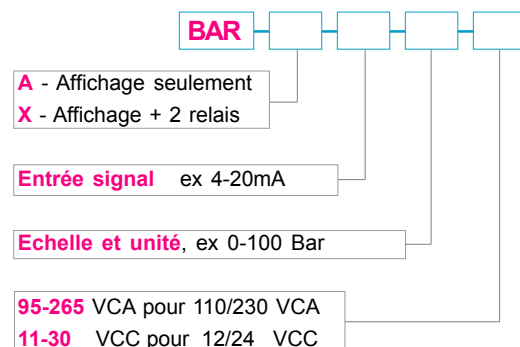 BAR
A - Affichage seulement
X - Affichage + 2 relais
Entrée signal ex 4-20mA
Echelle et unité, ex 0-100 Bar
95-265 VCA pour 110/230 VCA
11-30 VCC pour 12/24 VCC